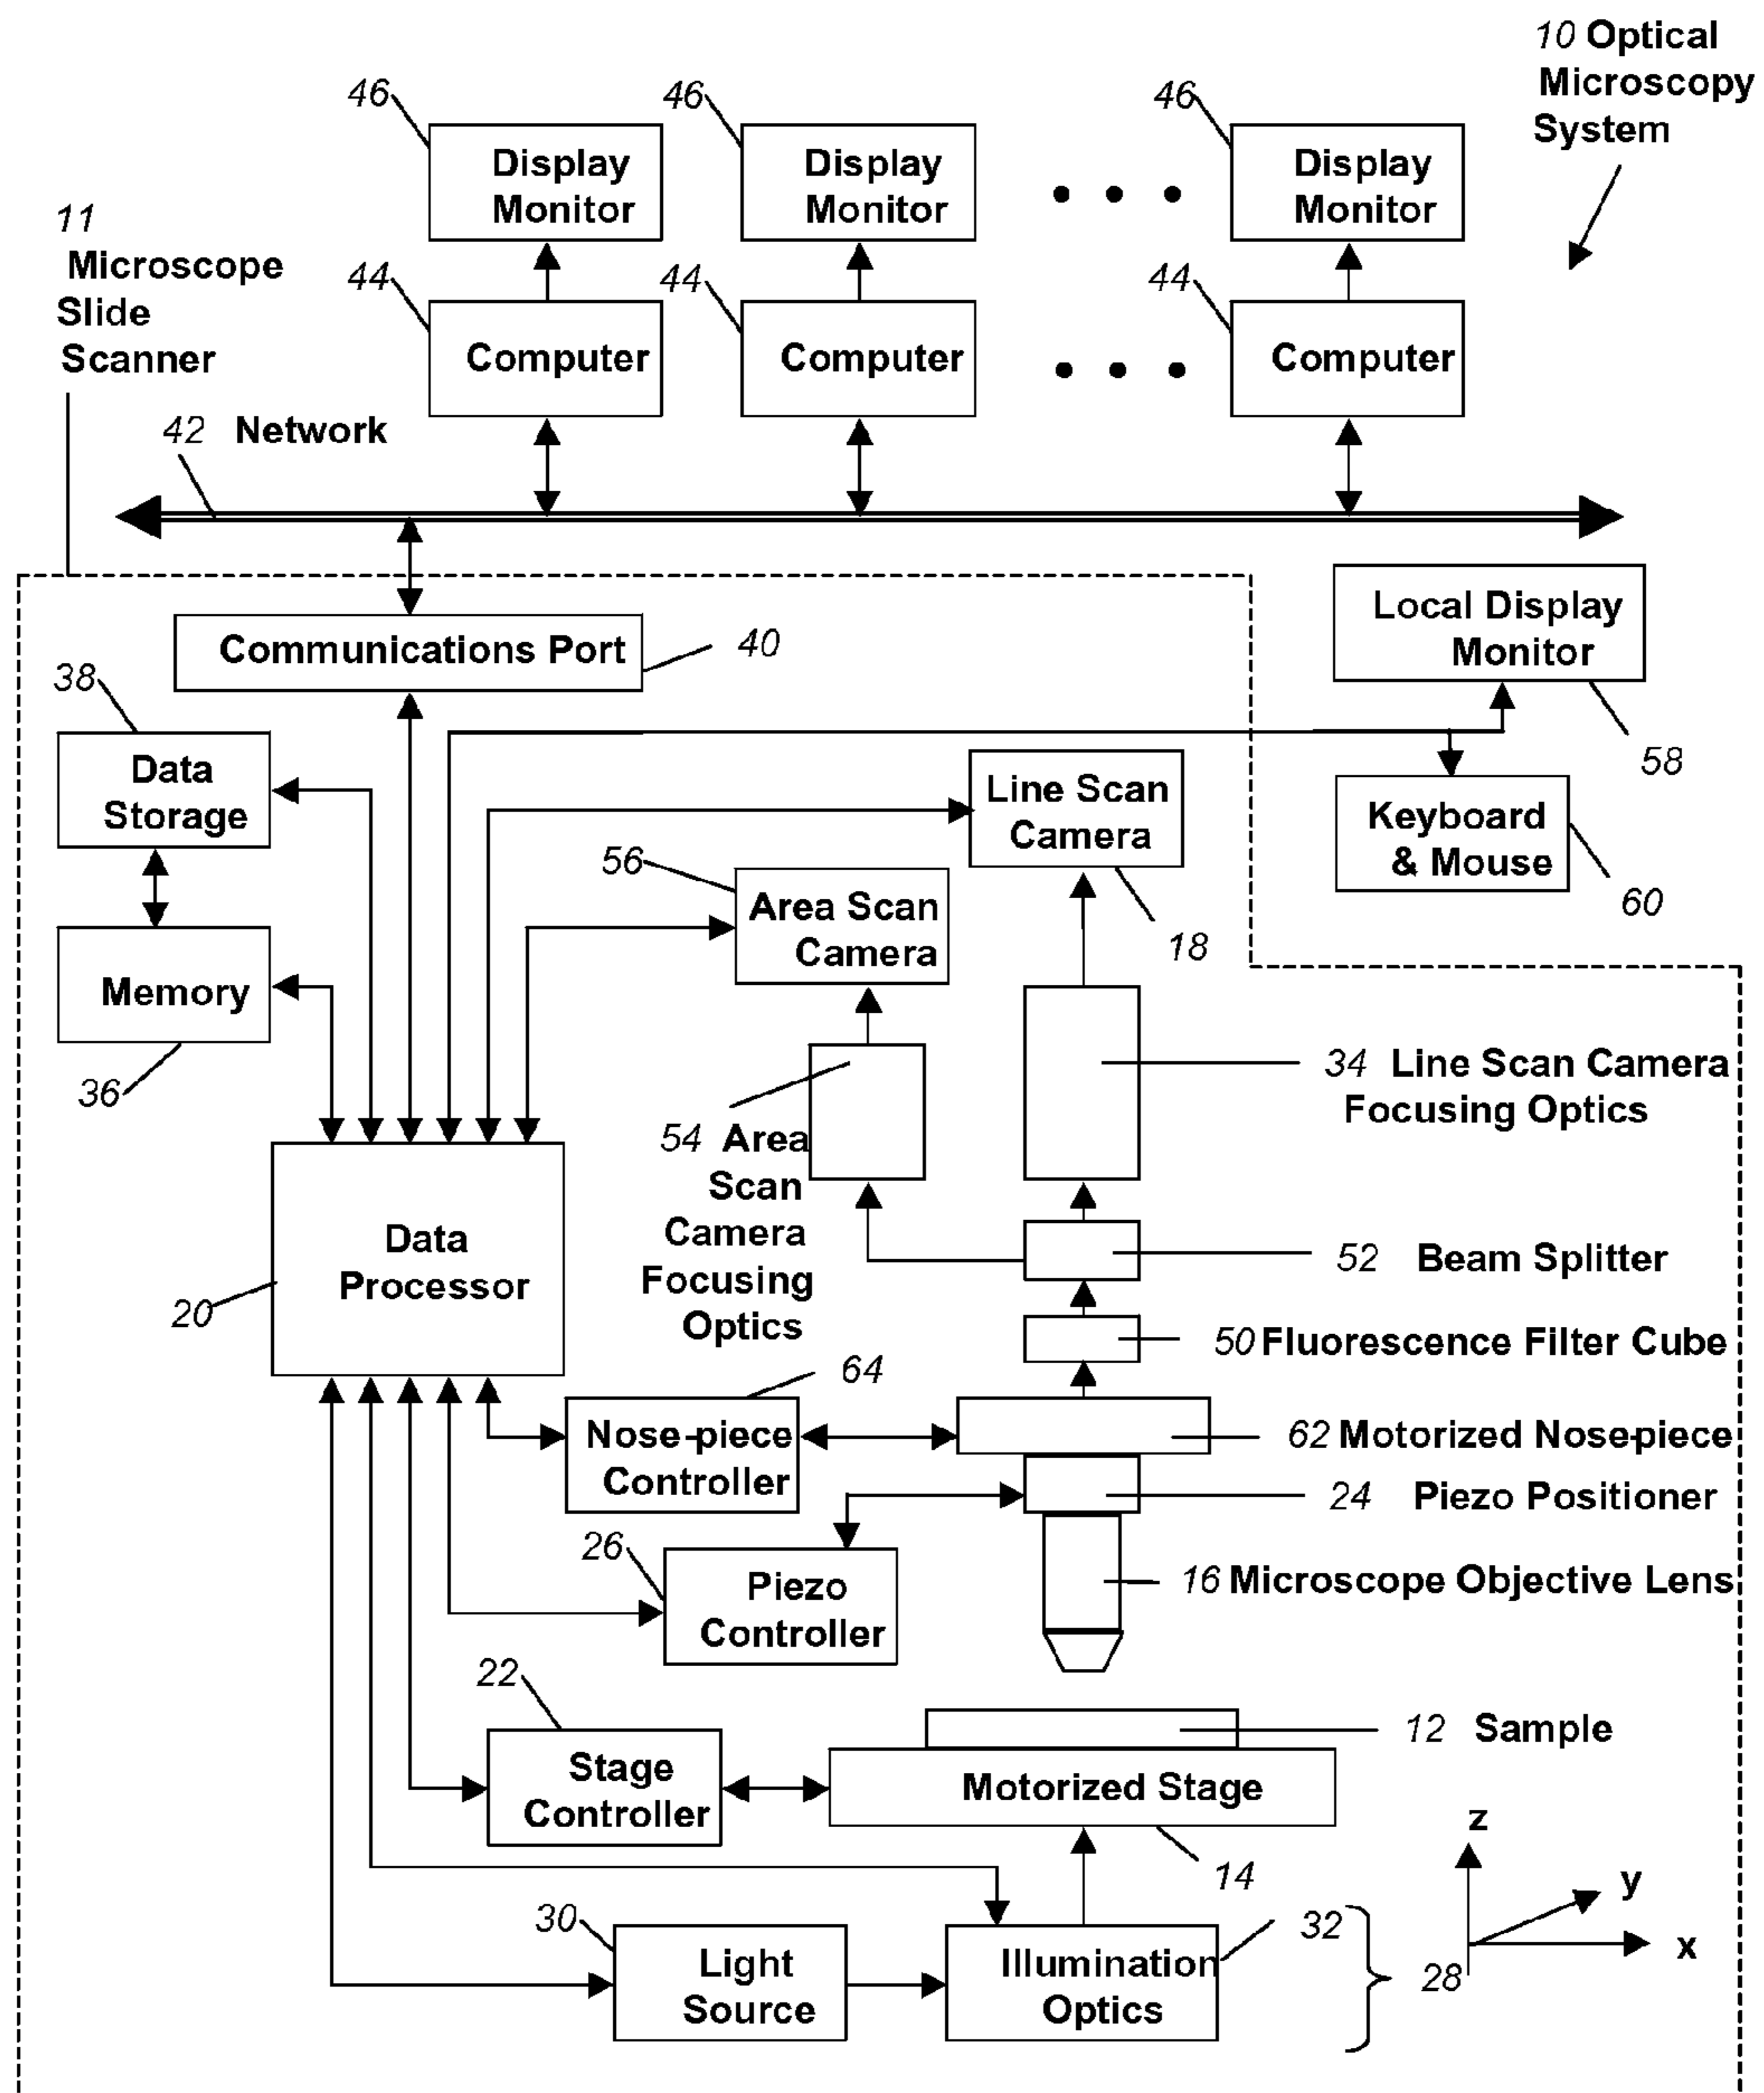 10 Optical
Microscopy
System
46
46
46
Display
Monitor
Display
Monitor
Display
Monitor
11
Microscope
Slide
Scanner
44
44
44
Computer
Computer
Computer
42 Network
Local Display
Monitor
58
Communications Port
40
38
Data
Storage
Line Scan
Camera
18
Keyboard
& Mouse
60
56
Area Scan
Camera
Memory
36
34 Line Scan Camera
Focusing Optics
54 Area
Scan
Camera
Focusing
Optics
Data
Processor
20
52 Beam Splitter
50 Fluorescence Filter Cube
64
Nose-piece
Controller
62 Motorized Nose-piece
24 Piezo Positioner
26
Piezo
Controller
16 Microscope Objective Lens
22
Stage
Controller
12 Sample
Motorized Stage
14
z
y
x
28
30
Light
Source
Illumination
Optics
32